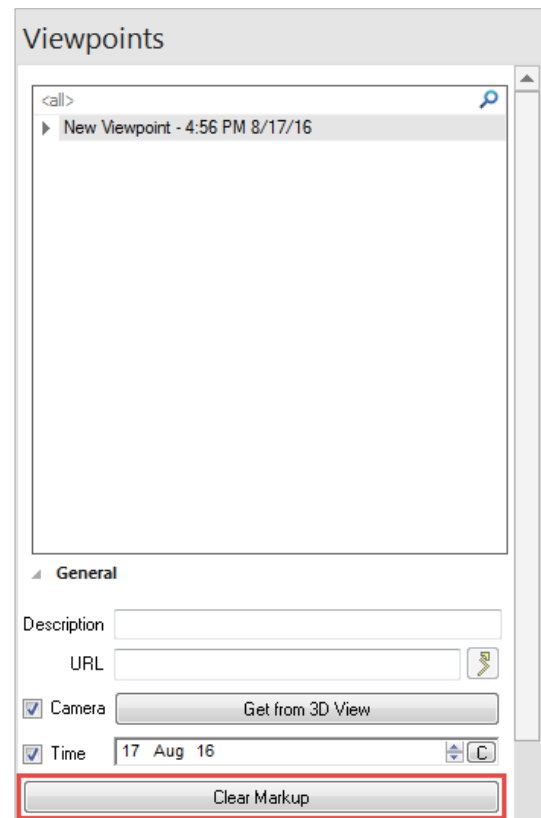 Viewpoints
<all>
New Viewpoint - 4:56 PM 8/17/16
General
Description
URL
Camera Get from 3D View
Time 17 Aug 16 C
Clear Markup